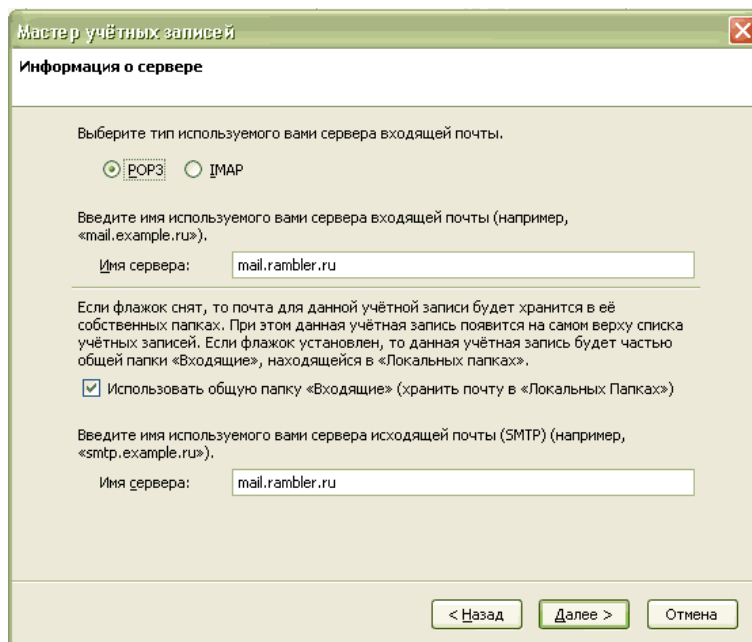 Мастер учётных записей
Информация о сервере
Выберите тип используемого вами сервера входящей почты.
POP3 IMAP
Введите имя используемого вами сервера входящей почты (например,
«mail.example.ru»).
Имя сервера: mail.rambler.ru
Если флажок снят, то почта для данной учётной записи будет хранится в её
собственных папках. При этом данная учётная запись появится на самом верху списка
учётных записей. Если флажок установлен, то данная учётная запись будет частью
общей папки «Входящие», находящейся в «Локальных папках».
Использовать общую папку «Входящие» (хранить почту в «Локальных Папках»)
Введите имя используемого вами сервера исходящей почты (SMTP) (например,
«smtp.example.ru»).
Имя сервера: mail.rambler.ru
< Назад Далее > Отмена